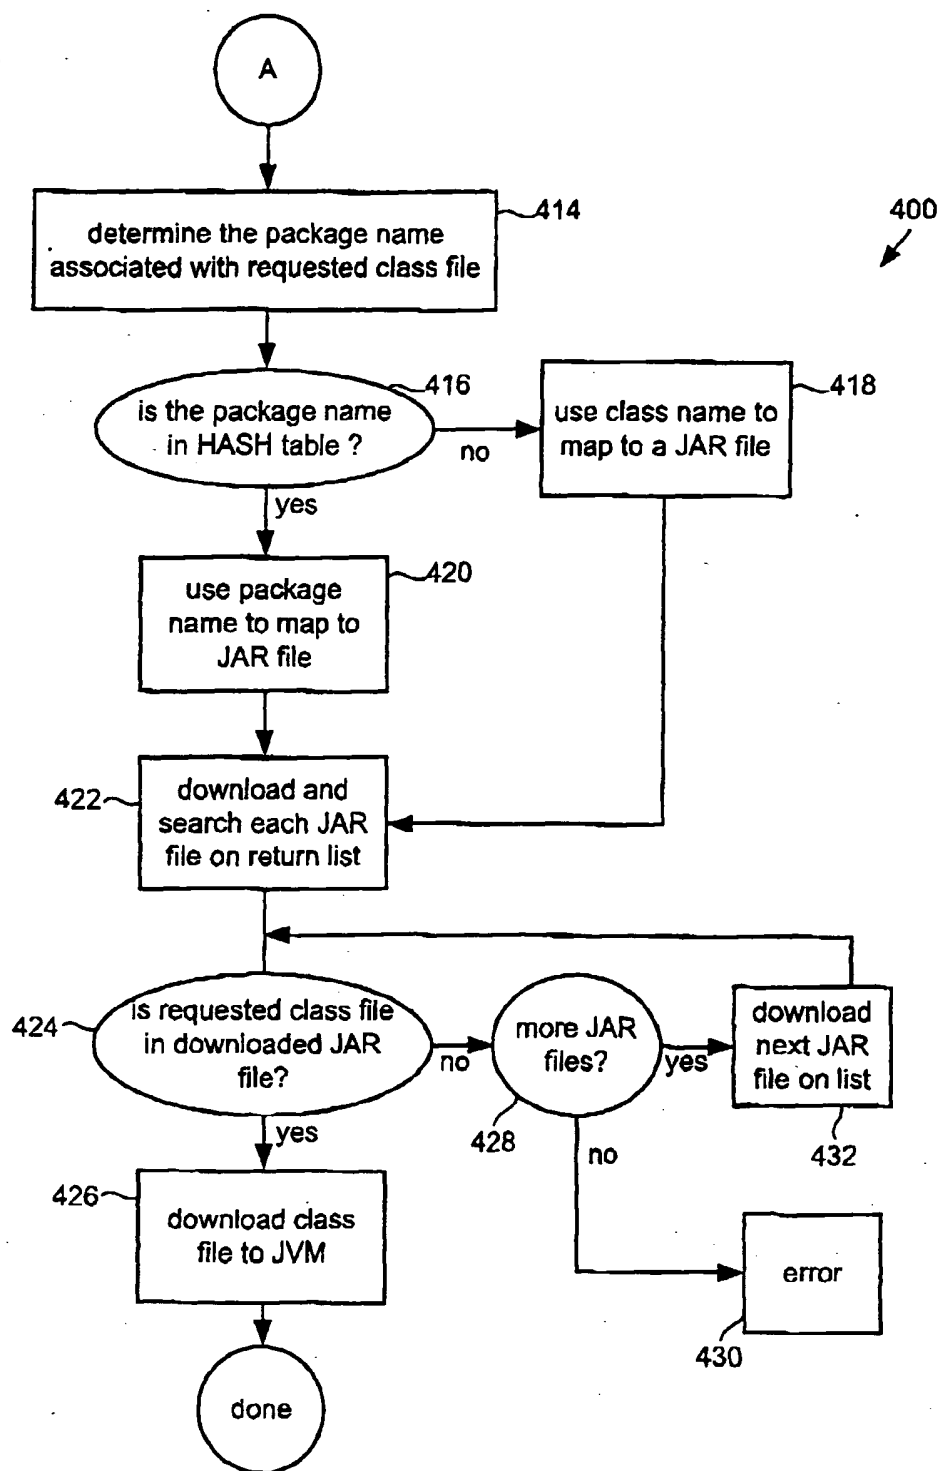 A
determine the package name
associated with requested class file
414
400
is the package name
in HASH table ?
416
no
use class name to
map to a JAR file
418
yes
use package
name to map to
JAR file
420
422
download and
search each JAR
file on return list
424
is requested class file
in downloaded JAR
file?
no
more JAR
files?
428
yes
download
next JAR
file on list
432
yes
no
426
download class
file to JVM
error
430
done